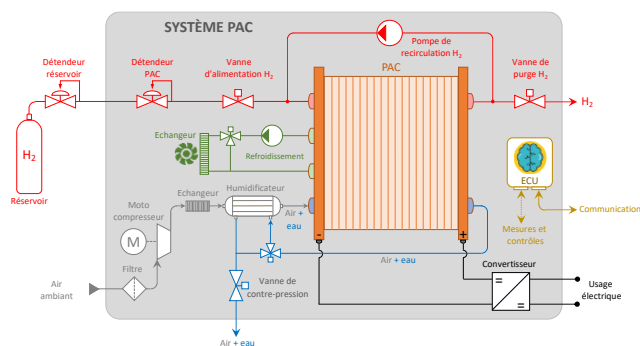 SYSTÈME PAC
Pompe de
recirculation H₂
Détendeur
réservoir
Détendeur
PAC
Vanne
d'alimentation H₂
PAC
Vanne de
purge H₂
H₂
H₂
Réservoir
Echangeur
Refroidissement
ECU
Communication
Mesures et
contrôles
Moto
compresseur
Echangeur
Humidificateur
Air +
eau
M
Filtre
Air
ambiant
Air + eau
Vanne de
contre-pression
Air + eau
-
+
Convertisseur
=
=
Usage
électrique